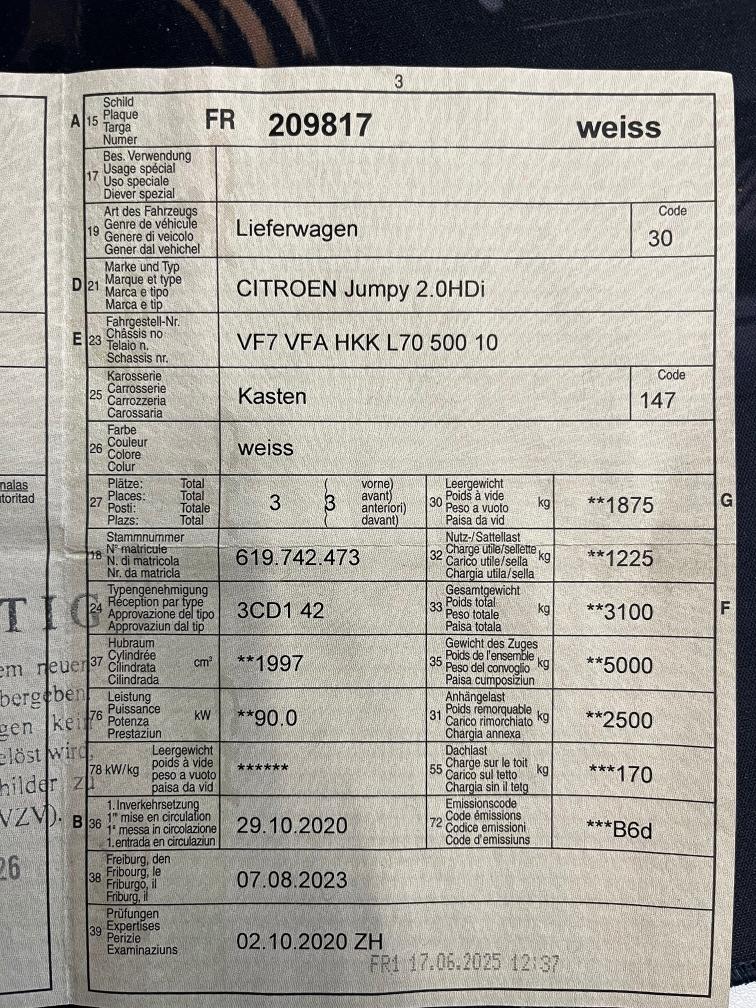 3
A 15 Schild
Plaque
Targa
Numer
FR 209817 weiss
17 Bes. Verwendung
Usage spécial
Uso speciale
Diever spezial
19 Art des Fahrzeugs
Genre de véhicule
Genere di veicolo
Gener dal vehichel
Lieferwagen
Code
30
D 21 Marke und Typ
Marque et type
Marca e tipo
Marca e tip
CITROEN Jumpy 2.0HDi
E 23 Fahrgestell-Nr.
Châssis no
Telaio n.
Schassis nr.
VF7 VFA HKK L70 500 10
25 Karosserie
Carrosserie
Carrozzeria
Carossaria
Kasten
Code
147
26 Farbe
Couleur
Colore
Colur
weiss
27 Plätze: Total
Places: Total
Posti: Totale
Plazs: Total
3 ( 3 vorne)
avant)
anteriori)
davant)
30 Leergewicht
Poids à vide
Peso a vuoto
Paisa da vid
kg **1875 G
18 Stammnummer
N° matricule
N. di matricola
Nr. da matricla
619.742.473
32 Nutz-/Sattellast
Charge utile/sellette
Carico utile/sella
Chargia utila/sella
kg **1225
24 Typengenehmigung
Réception par type
Approvazione del tipo
Approvaziun dal tip
3CD1 42
33 Gesamtgewicht
Poids total
Peso totale
Paisa totala
kg **3100 F
37 Hubraum
Cylindrée
Cilindrata
Cilindrada
cm³ **1997
35 Gewicht des Zuges
Poids de l'ensemble
Peso del convoglio
Paisa cumposiziun
kg **5000
76 Leistung
Puissance
Potenza
Prestaziun
kW **90.0
31 Anhängelast
Poids remorquable
Carico rimorchiato
Chargia annexa
kg **2500
78 kW/kg Leergewicht
poids à vide
peso a vuoto
paisa da vid
******
55 Dachlast
Charge sur le toit
Carico sul tetto
Chargia sin il tetg
kg ***170
B 36 1. Inverkehrsetzung
1re mise en circulation
1a messa in circolazione
1. entrada en circulaziun
29.10.2020
72 Emissionscode
Code émissions
Codice emissioni
Code d'emissiuns
***B6d
38 Freiburg, den
Fribourg, le
Friburgo, il
Friburg, il
07.08.2023
39 Prüfungen
Expertises
Perizie
Examinaziuns
02.10.2020 ZH
FR1 17.06.2025 12:37
TIG
em neuer
bergeben
gen kein
elöst wird,
VZV).
26